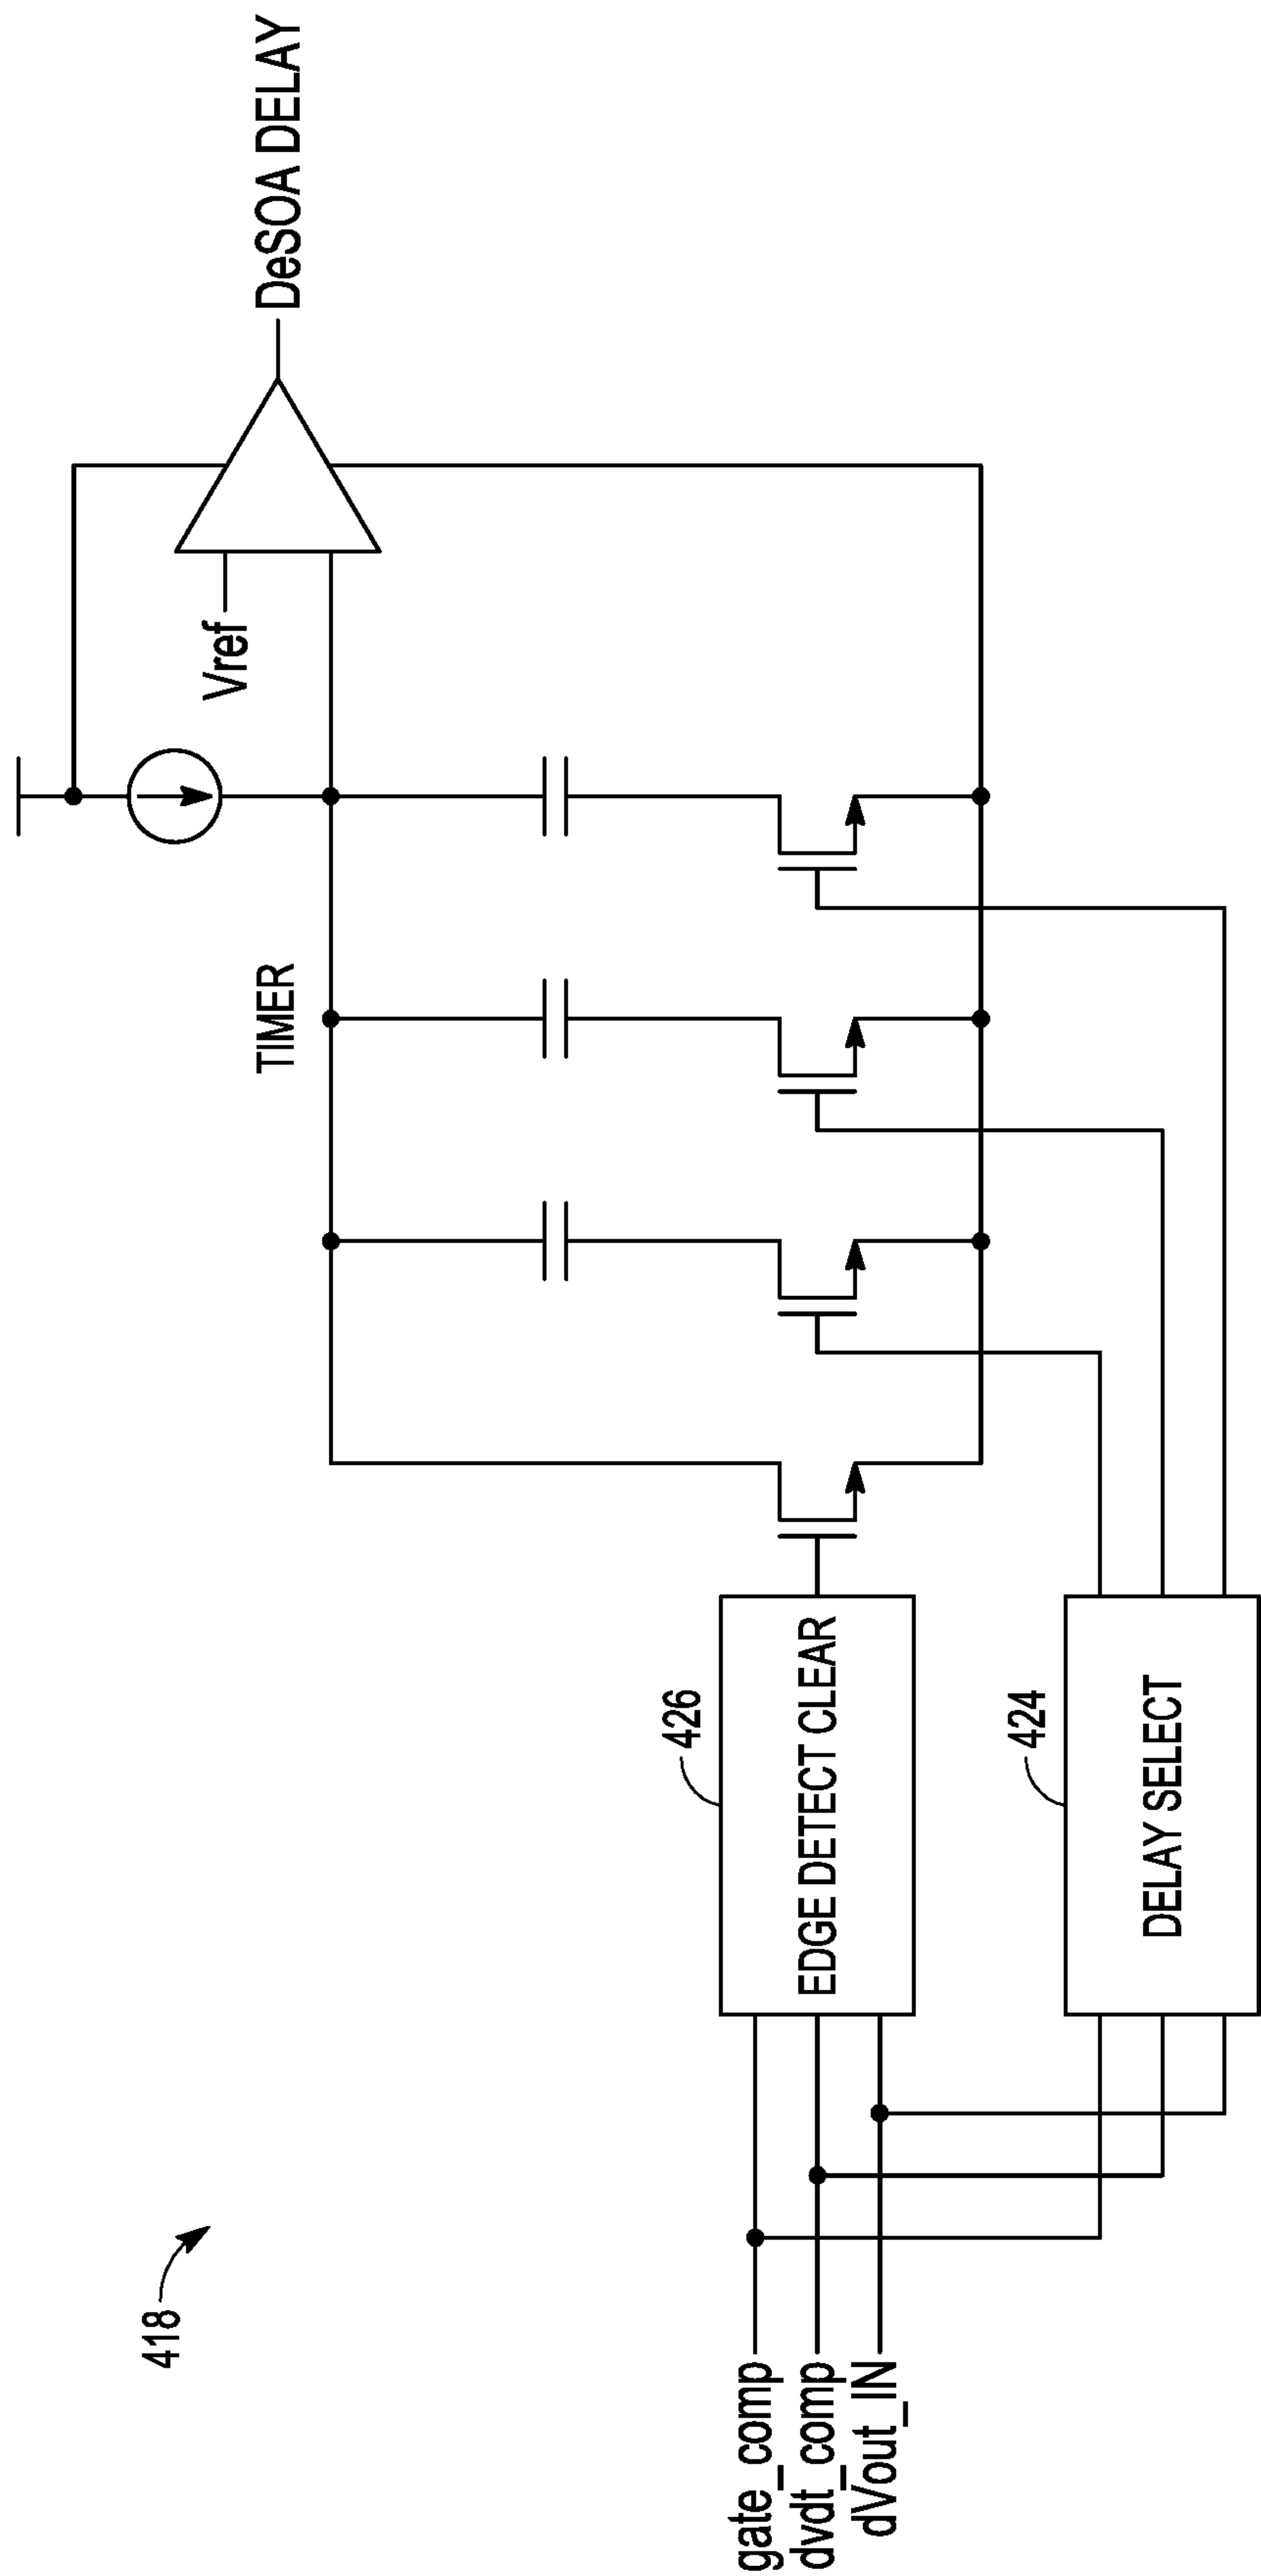 418
gate_comp
dvdt_comp
dVout_IN
426
EDGE DETECT CLEAR
424
DELAY SELECT
TIMER
Vref
DeSOA DELAY